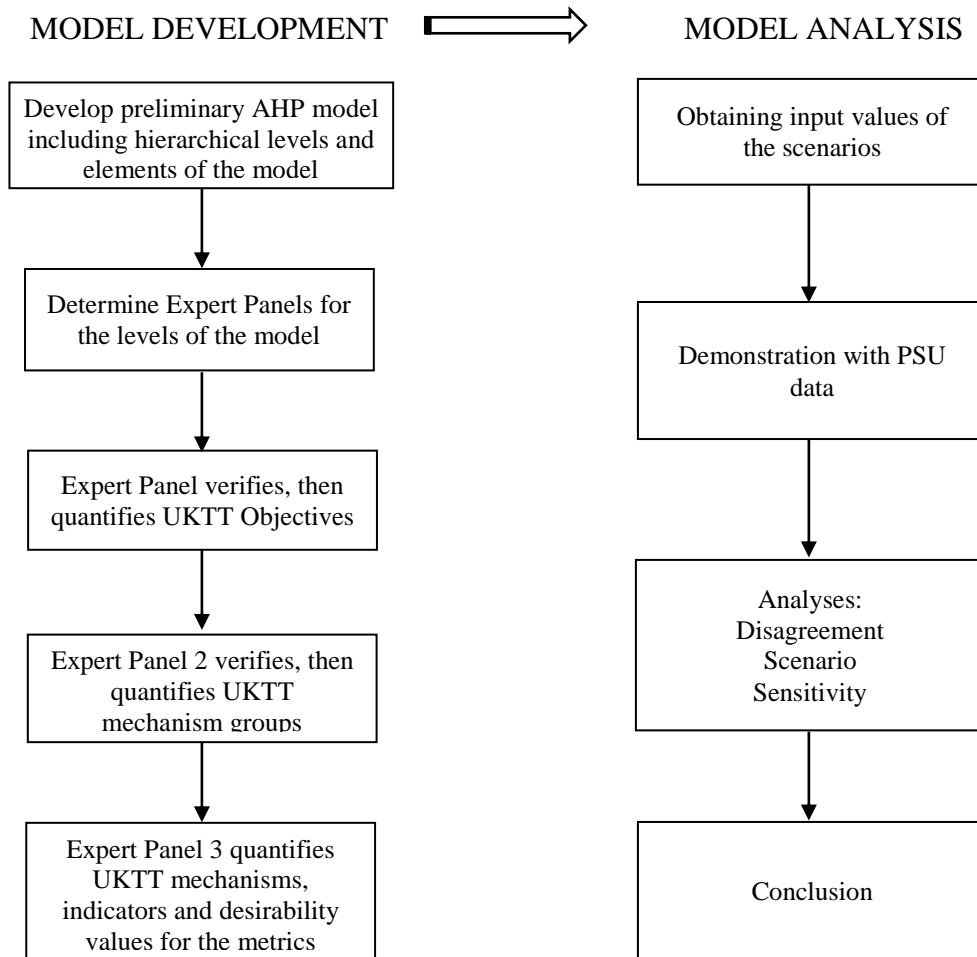 MODEL DEVELOPMENT
Develop preliminary AHP model
including hierarchical levels and
elements of the model
Determine Expert Panels for
the levels of the model
Expert Panel verifies, then
quantifies UKTT Objectives
Expert Panel 2 verifies, then
quantifies UKTT
mechanism groups
Expert Panel 3 quantifies
UKTT mechanisms,
indicators and desirability
values for the metrics
MODEL ANALYSIS
Obtaining input values of
the scenarios
Demonstration with PSU
data
Analyses:
Disagreement
Scenario
Sensitivity
Conclusion